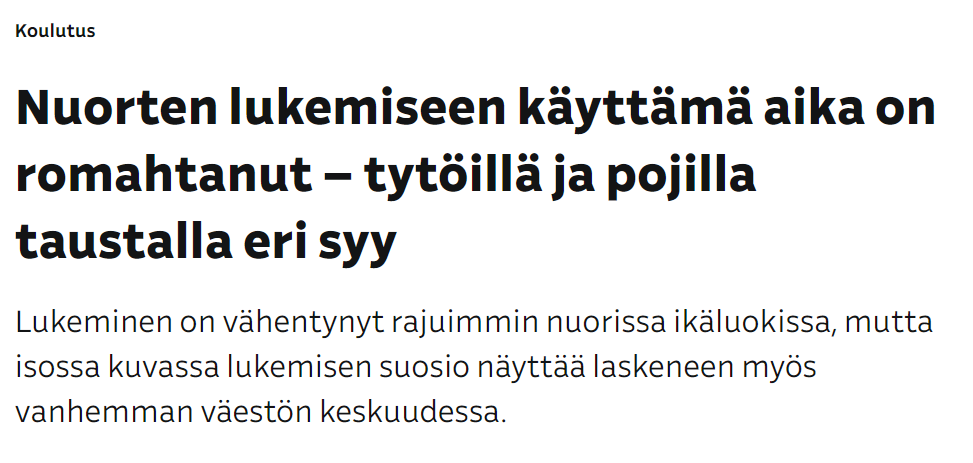 Koulutus
Nuorten lukemiseen käyttämä aika on
romahtanut – tytöillä ja pojilla
taustalla eri syy
Lukeminen on vähentynyt rajuimmin nuorissa ikäluokissa, mutta
isossa kuvassa lukemisen suosio näyttää laskeneen myös
vanhemman väestön keskuudessa.